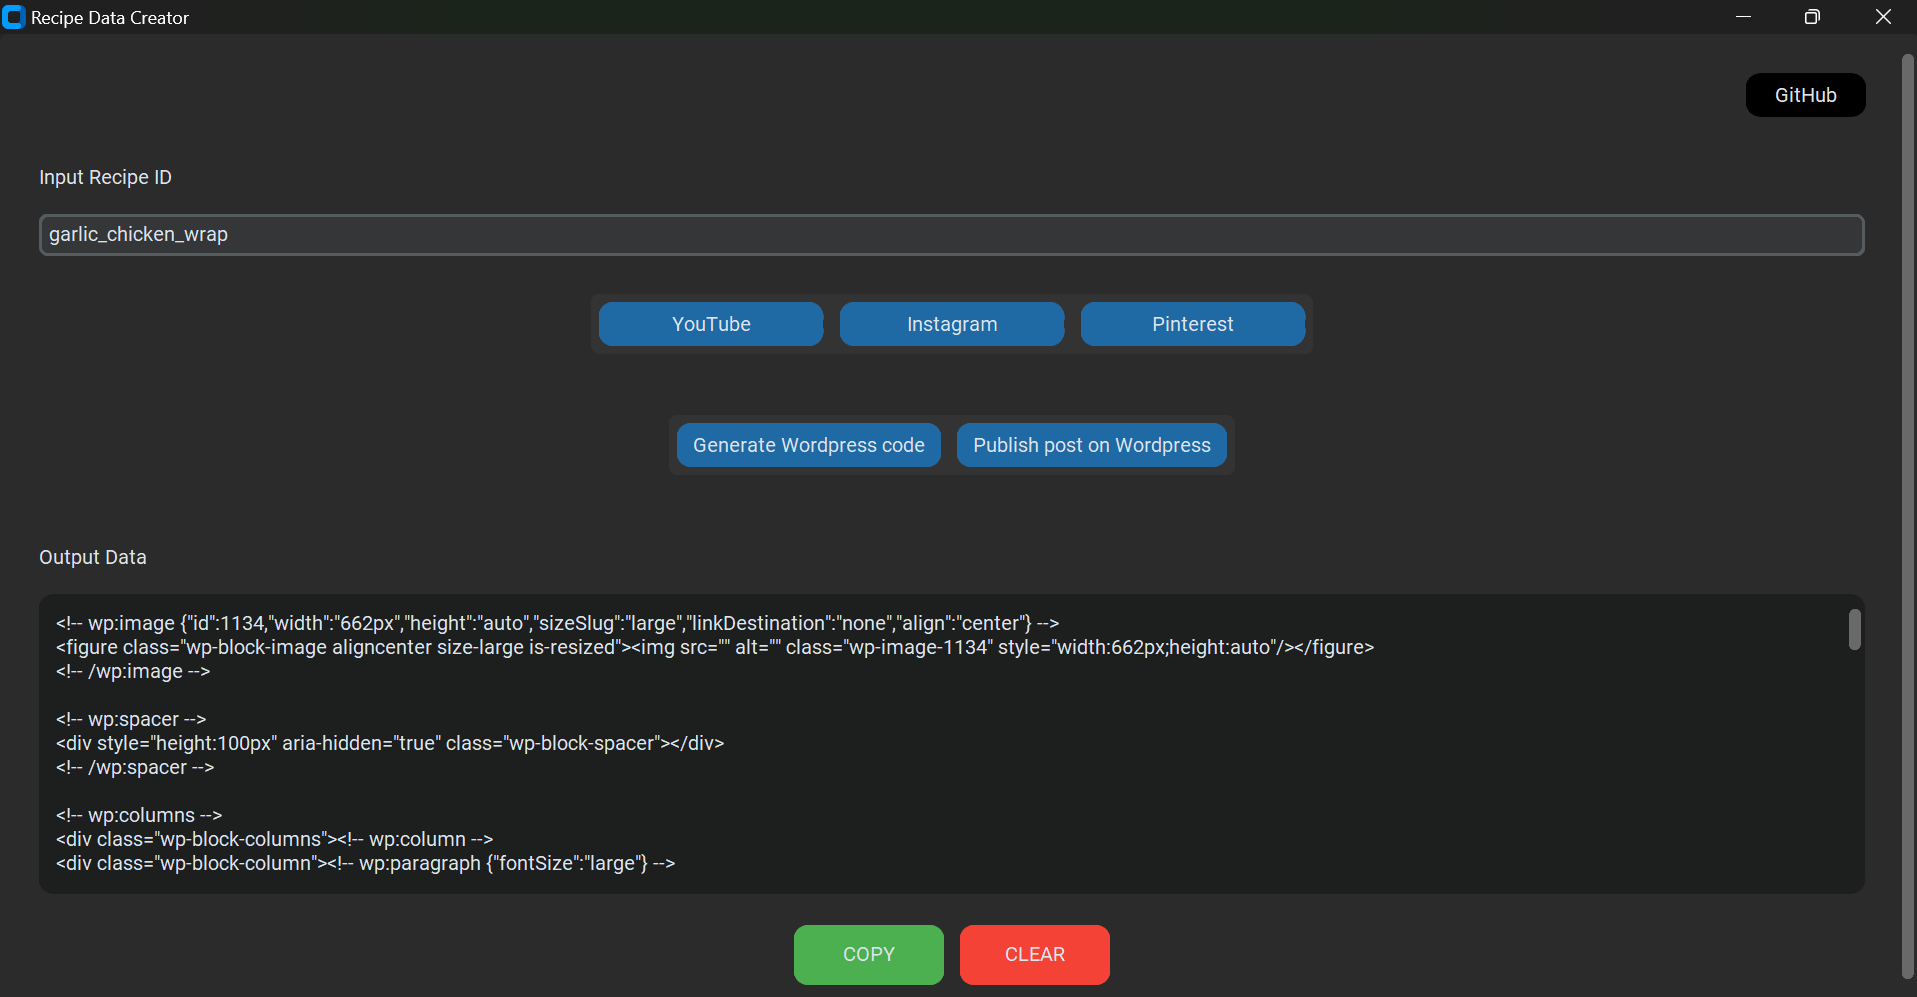 Recipe Data Creator
GitHub
Input Recipe ID
garlic_chicken_wrap
YouTube Instagram Pinterest
Generate Wordpress code Publish post on Wordpress
Output Data
<!-- wp:image {"id":1134,"width":"662px","height":"auto","sizeSlug":"large","linkDestination":"none","align":"center"} -->
<figure class="wp-block-image aligncenter size-large is-resized"><img src="" alt="" class="wp-image-1134" style="width:662px;height:auto"/></figure>
<!-- /wp:image -->
<!-- wp:spacer -->
<div style="height:100px" aria-hidden="true" class="wp-block-spacer"></div>
<!-- /wp:spacer -->
<!-- wp:columns -->
<div class="wp-block-columns"><!-- wp:column -->
<div class="wp-block-column"><!-- wp:paragraph {"fontSize":"large"} -->
COPY CLEAR